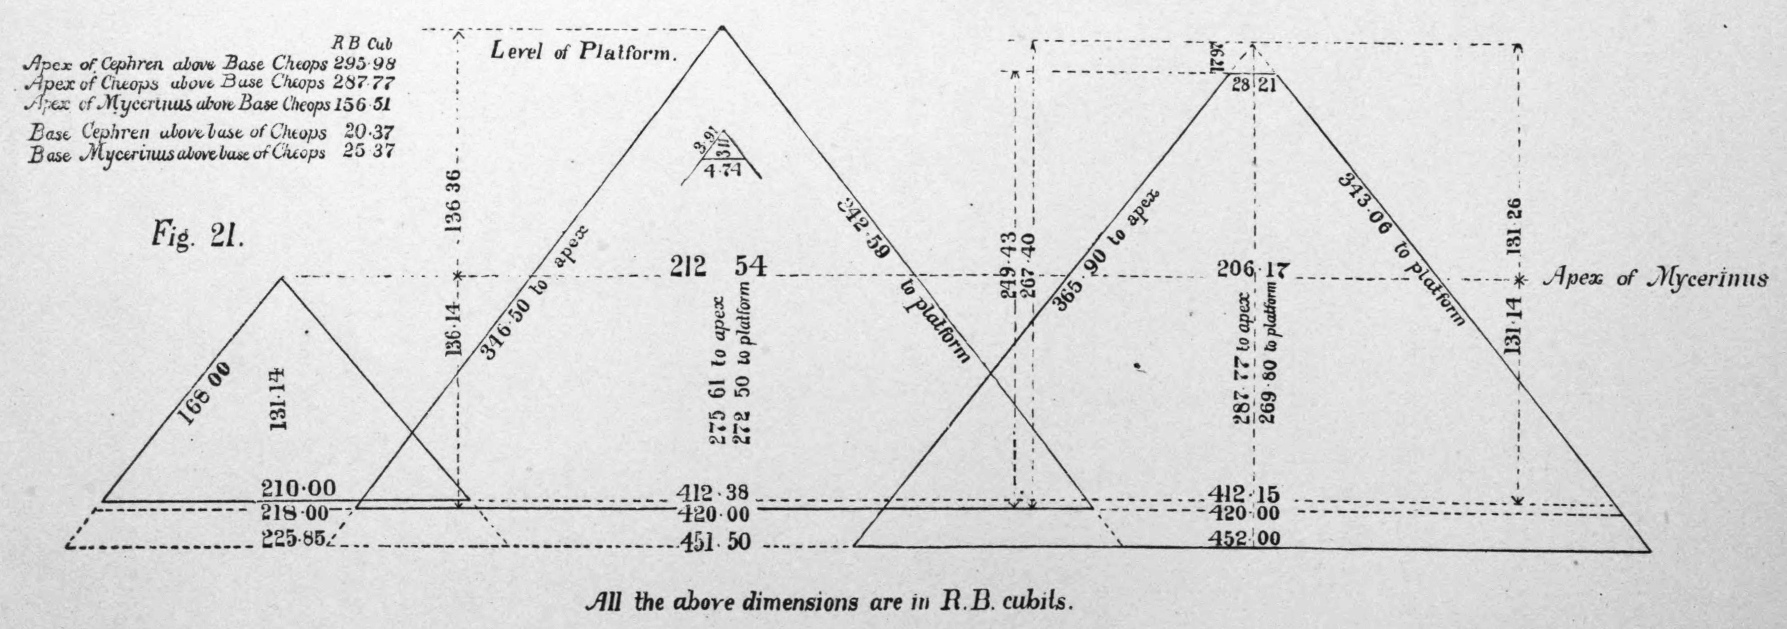 R B Cub
Apex of Cephren above Base Cheops 295·98
Apex of Cheops above Base Cheops 287·77
Apex of Mycerinus above Base Cheops 156·51
Base Cephren above base of Cheops 20·37
Base Mycerinus above base of Cheops 25·37
Fig. 21.
Level of Platform.
136 36
136·14
168·00
131·14
210·00
218·00
225·85
3·91
3 11
4·74
346·50 to apex
342·59 to platform
212 54
275 61 to apex
272 50 to platform
412·38
420·00
451·50
249·43
267·40
28 21
365 90 to apex
343·06 to platform
206·17
287·77 to apex
269·80 to platform
412·15
420·00
452·00
131·26
131·14
Apex of Mycerinus
All the above dimensions are in R.B. cubits.